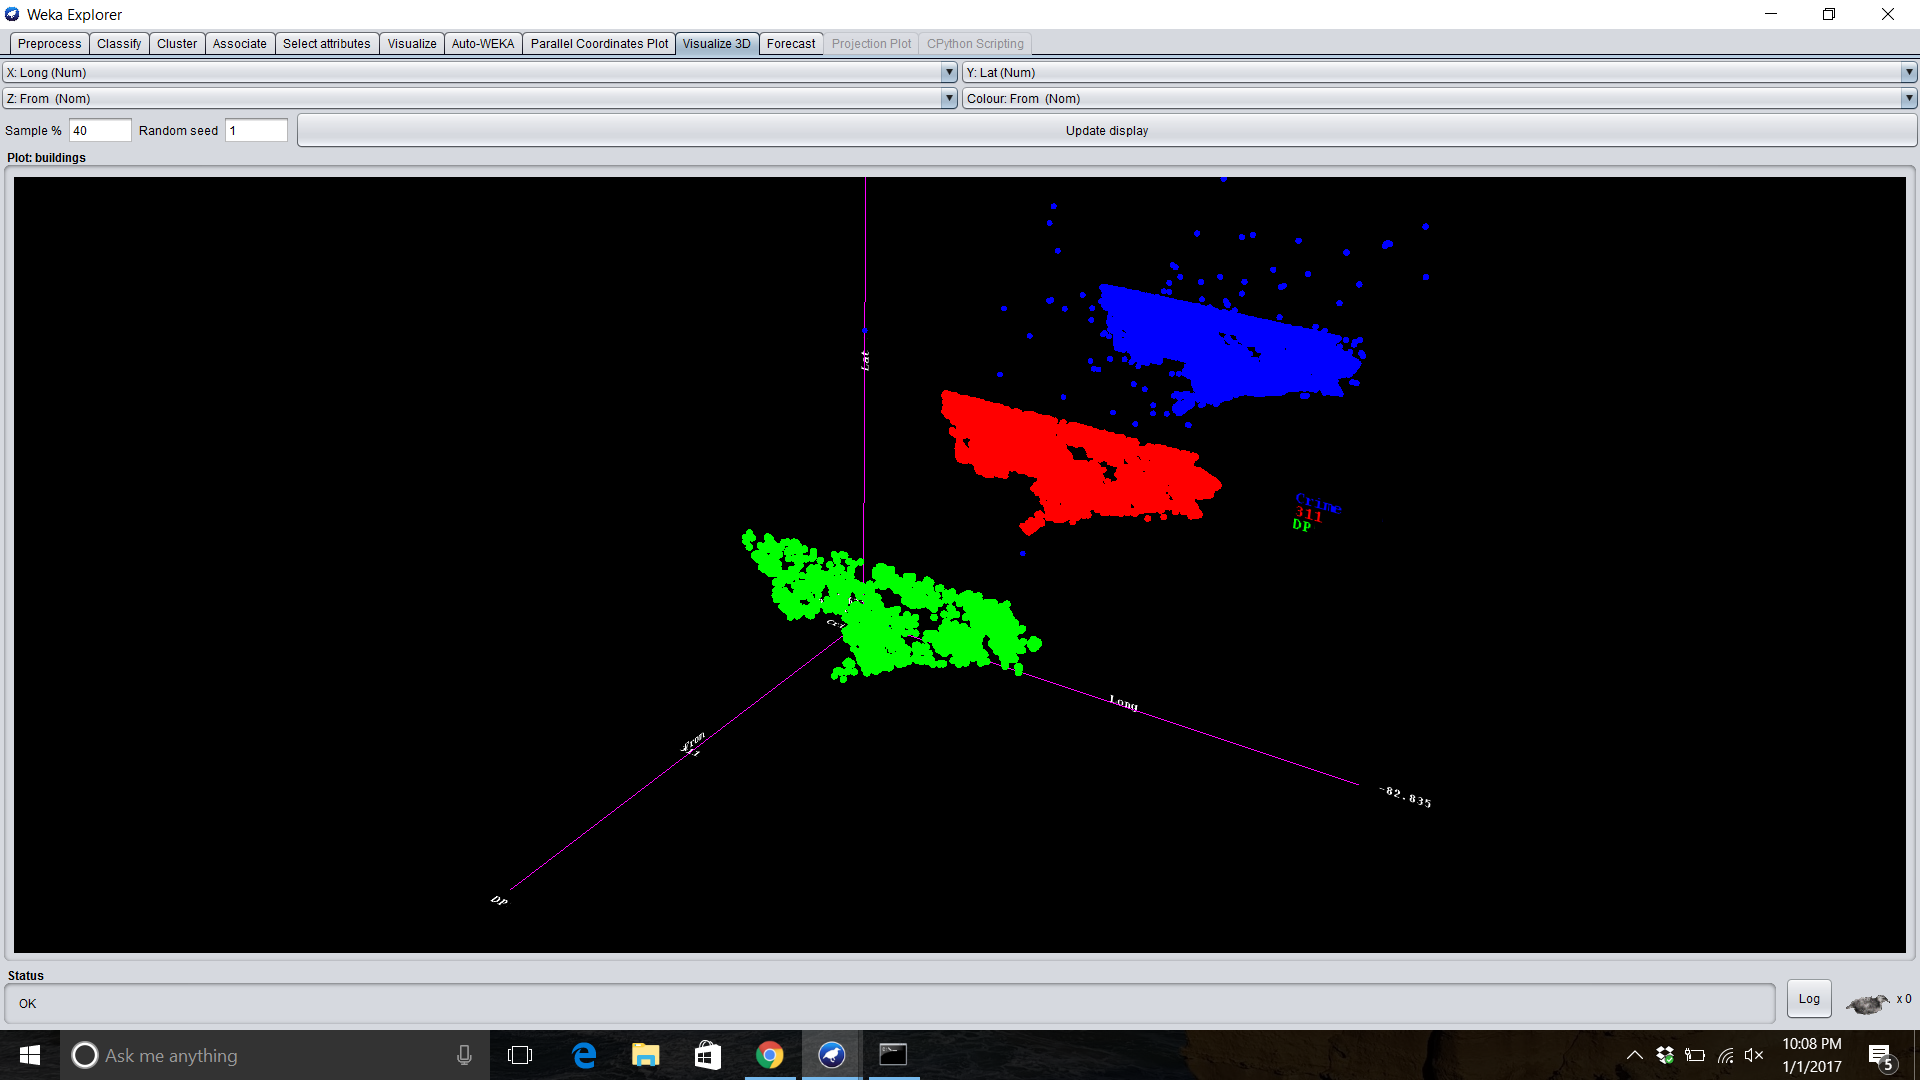 Weka Explorer
Preprocess Classify Cluster Associate Select attributes Visualize Auto-WEKA Parallel Coordinates Plot Visualize 3D Forecast Projection Plot CPython Scripting
X: Long (Num) Y: Lat (Num)
Z: From (Nom) Colour: From (Nom)
Sample % 40 Random seed 1 Update display
Plot: buildings
Lat
Crime
311
DP
Long
From
-82.835
DP
Status
OK
Log x 0
Ask me anything
10:08 PM
1/1/2017
5